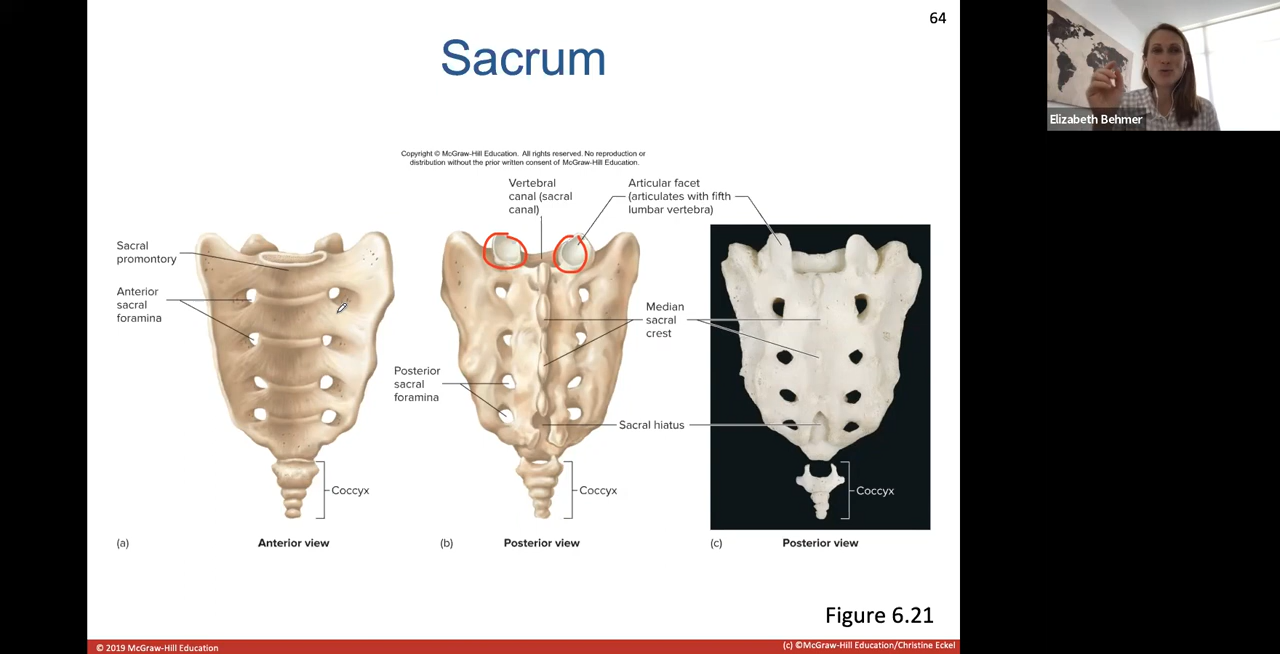 64
Elizabeth Behmer
Sacrum
Copyright © McGraw-Hill Education. All rights reserved. No reproduction or
distribution without the prior written consent of McGraw-Hill Education.
Vertebral
canal (sacral
canal)
Articular facet
(articulates with fifth
lumbar vertebra)
Sacral
promontory
Anterior
sacral
foramina
Median
sacral
crest
Posterior
sacral
foramina
Sacral hiatus
Coccyx
Coccyx
Coccyx
(a)
Anterior view
(b)
Posterior view
(c)
Posterior view
Figure 6.21
© 2019 McGraw-Hill Education
(c) ©McGraw-Hill Education/Christine Eckel